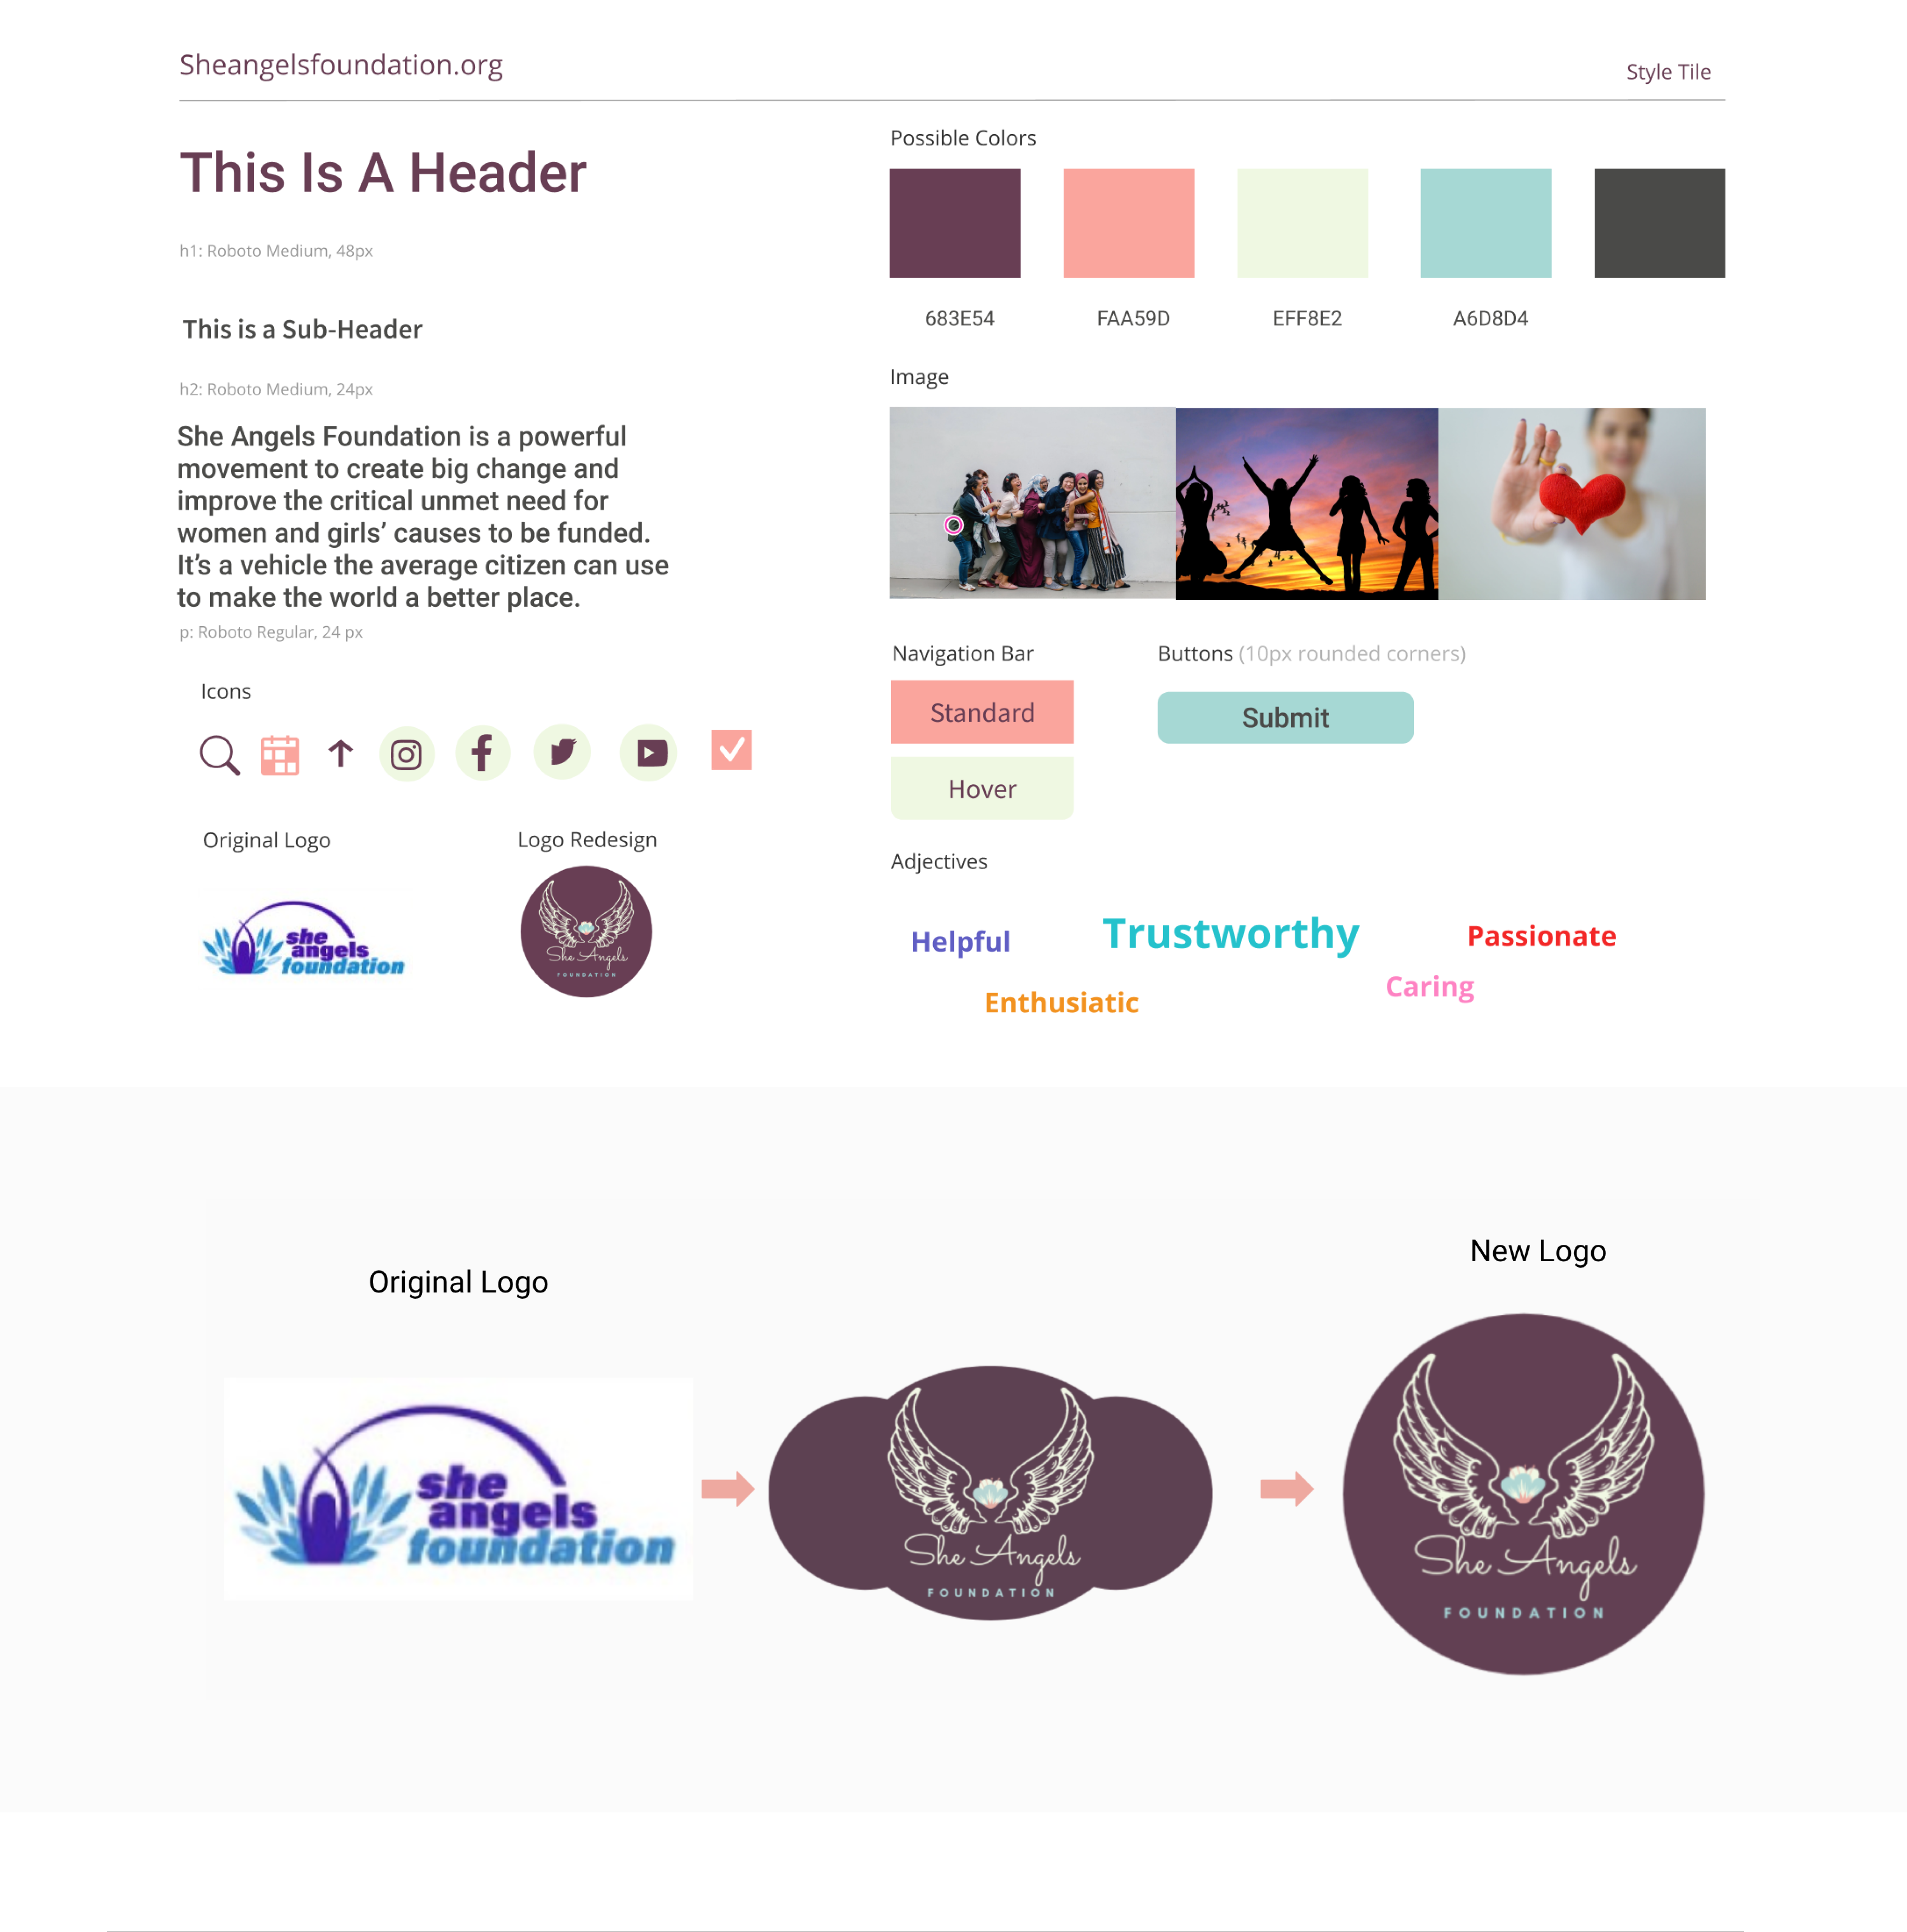 Sheangelsfoundation.org
Style Tile
This Is A Header
h1: Roboto Medium, 48px
This is a Sub-Header
h2: Roboto Medium, 24px
She Angels Foundation is a powerful
movement to create big change and
improve the critical unmet need for
women and girls’ causes to be funded.
It’s a vehicle the average citizen can use
to make the world a better place.
p: Roboto Regular, 24 px
Icons
Original Logo
Logo Redesign
she
angels
foundation
She Angels
FOUNDATION
Possible Colors
683E54
FAA59D
EFF8E2
A6D8D4
Image
Navigation Bar
Standard
Hover
Buttons (10px rounded corners)
Submit
Adjectives
Helpful
Trustworthy
Passionate
Enthusiatic
Caring
Original Logo
New Logo
she
angels
foundation
She Angels
FOUNDATION
She Angels
FOUNDATION